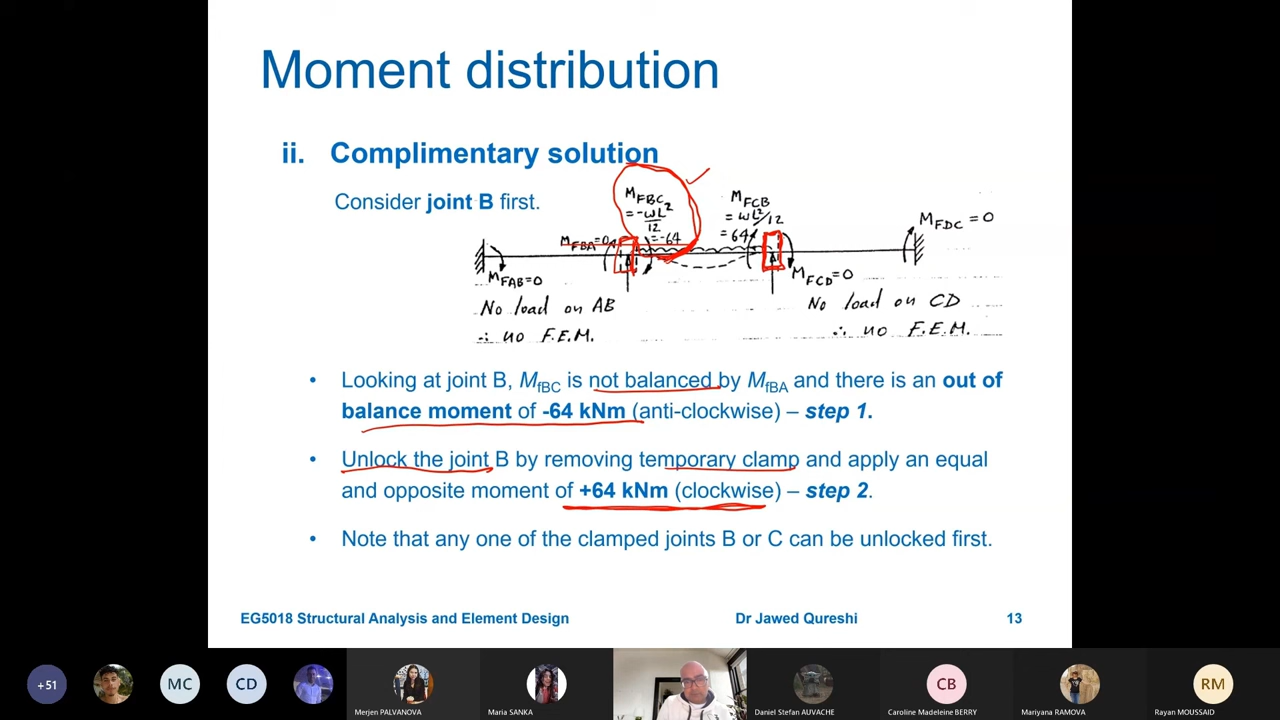 Moment distribution
ii. Complimentary solution
Consider joint B first.
MFBC
= -wL²
12
= -64
MFBA=0
MFCB
= wL²/12
= 64
MFDC = 0
MFAB=0
MFCD=0
No load on AB
∴ no F.E.M.
No load on CD
∴ no F.E.M.
• Looking at joint B, MfBC is not balanced by MfBA and there is an out of
balance moment of -64 kNm (anti-clockwise) – step 1.
• Unlock the joint B by removing temporary clamp and apply an equal
and opposite moment of +64 kNm (clockwise) – step 2.
• Note that any one of the clamped joints B or C can be unlocked first.
EG5018 Structural Analysis and Element Design
Dr Jawed Qureshi
13
+51
MC
CD
CB
RM
Merjen PALVANOVA
Maria SANKA
Daniel Stefan AUVACHE
Caroline Madeleine BERRY
Mariyana RAMOVA
Rayan MOUSSAID